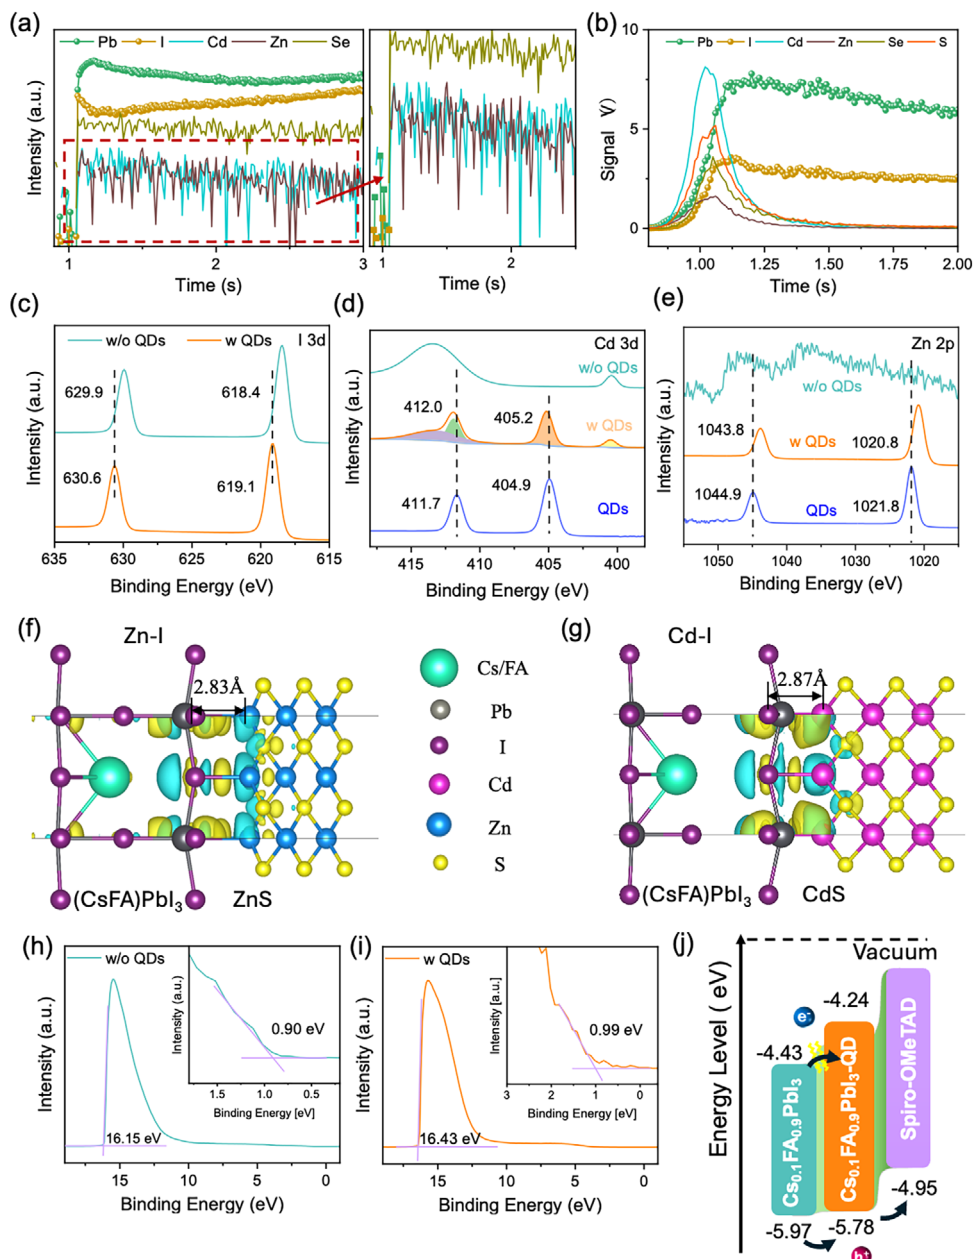 (a)
Pb I Cd Zn Se
Intensity (a.u.)
1 2 3
Time (s)
1 2
Time (s)
(b)
Pb I Cd Zn Se S
Signal V)
10
5
0
1.00 1.25 1.50 1.75 2.00
Time (s)
(c)
w/o QDs w QDs I 3d
629.9 618.4
630.6 619.1
Intensity (a.u.)
635 630 625 620 615
Binding Energy (eV)
(d)
Cd 3d
w/o QDs
412.0 405.2
w QDs
411.7 404.9 QDs
Intensity (a.u.)
415 410 405 400
Binding Energy (eV)
(e)
Zn 2p
w/o QDs
1043.8 w QDs 1020.8
1044.9 QDs 1021.8
Intensity (a.u.)
1050 1040 1030 1020
Binding Energy (eV)
(f)
Zn-I
2.83Å
(CsFA)PbI₃ ZnS
Cs/FA
Pb
I
Cd
Zn
S
(g)
Cd-I
2.87Å
(CsFA)PbI₃ CdS
(h)
w/o QDs
Intensity (a.u.)
16.15 eV
15 10 5 0
Binding Energy (eV)
Intensity (a.u.)
0.90 eV
1.5 1.0 0.5
Binding Energy [eV]
(i)
w QDs
Intensity (a.u.)
16.43 eV
15 10 5 0
Binding Energy (eV)
Intensity [a.u.]
0.99 eV
3 2 1 0
Binding Energy [eV]
(j)
Energy Level ( eV)
Vacuum
e-
-4.24
-4.43
Cs₀.₁FA₀.₉PbI₃
Cs₀.₁FA₀.₉PbI₃-QD
Spiro-OMeTAD
-4.95
-5.97 -5.78
h⁺